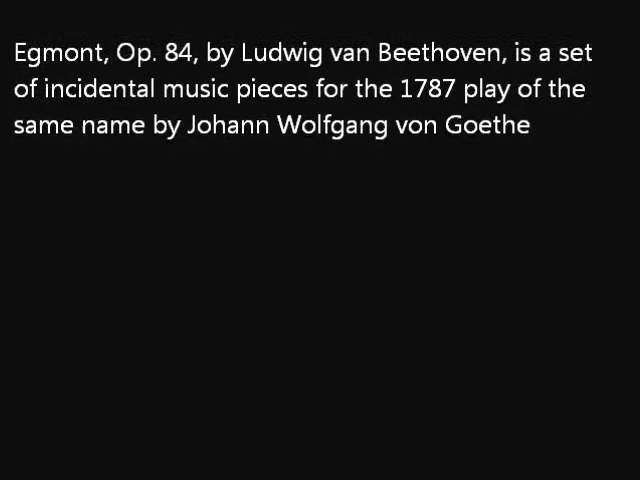 Egmont, Op. 84, by Ludwig van Beethoven, is a set
of incidental music pieces for the 1787 play of the
same name by Johann Wolfgang von Goethe